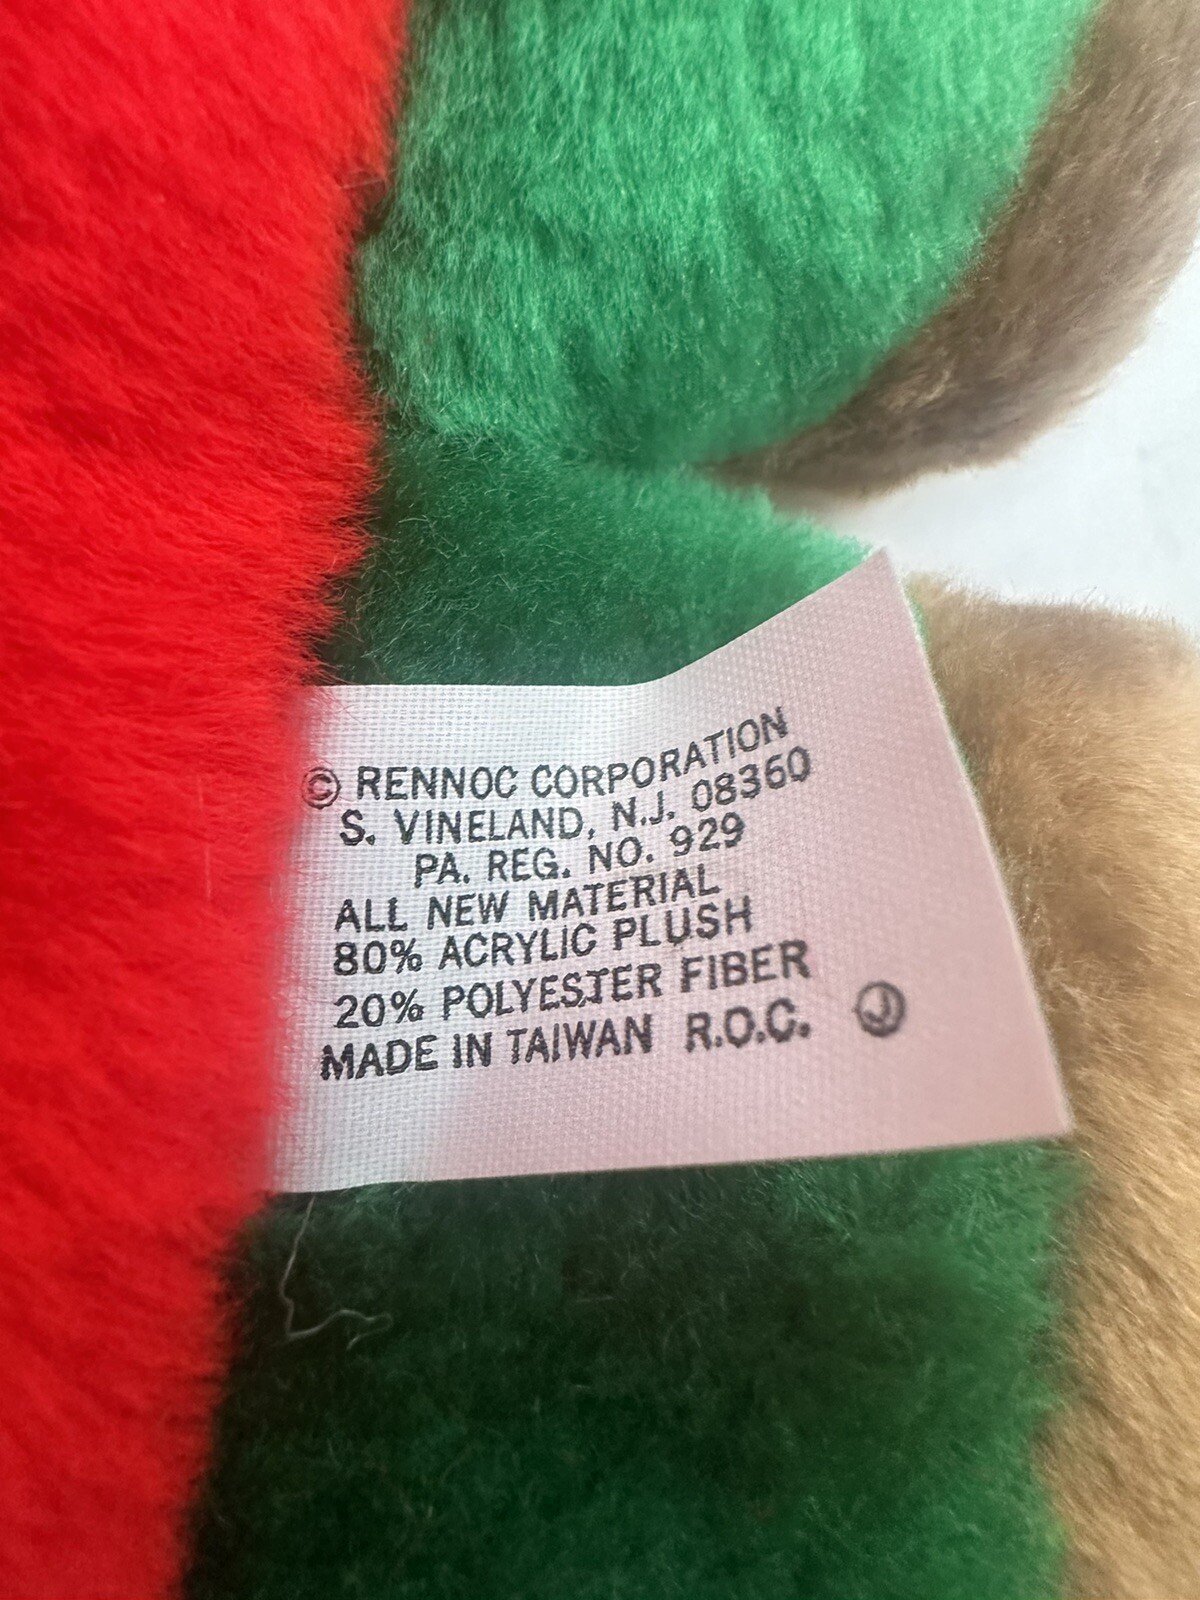 © RENNOC CORPORATION
S. VINELAND, N.J. 08360
PA. REG. NO. 929
ALL NEW MATERIAL
80% ACRYLIC PLUSH
20% POLYESTER FIBER
MADE IN TAIWAN R.O.C. J